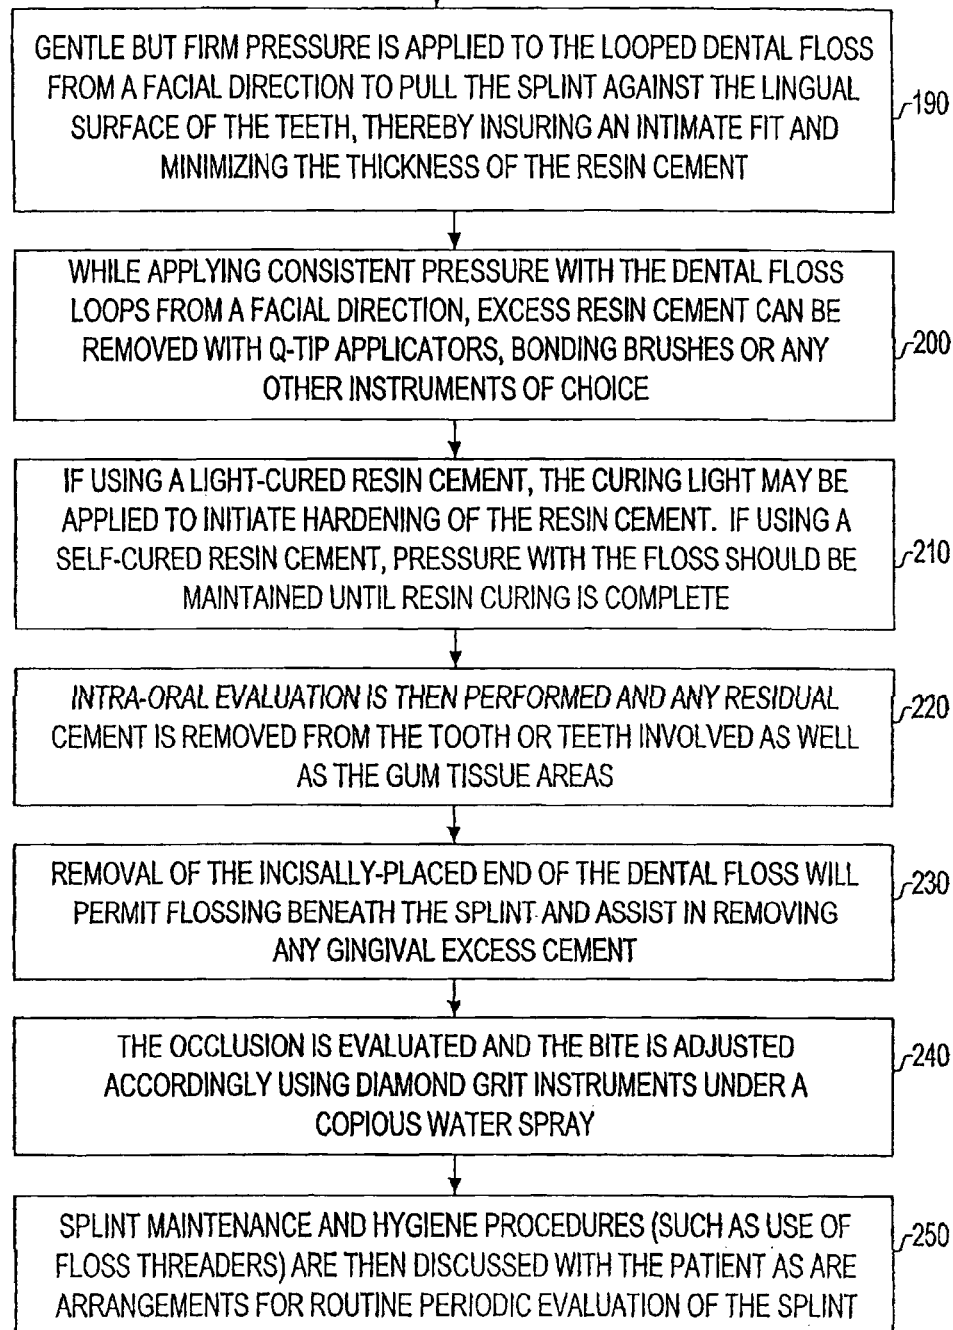 GENTLE BUT FIRM PRESSURE IS APPLIED TO THE LOOPED DENTAL FLOSS
FROM A FACIAL DIRECTION TO PULL THE SPLINT AGAINST THE LINGUAL
SURFACE OF THE TEETH, THEREBY INSURING AN INTIMATE FIT AND
MINIMIZING THE THICKNESS OF THE RESIN CEMENT
190
WHILE APPLYING CONSISTENT PRESSURE WITH THE DENTAL FLOSS
LOOPS FROM A FACIAL DIRECTION, EXCESS RESIN CEMENT CAN BE
REMOVED WITH Q-TIP APPLICATORS, BONDING BRUSHES OR ANY
OTHER INSTRUMENTS OF CHOICE
200
IF USING A LIGHT-CURED RESIN CEMENT, THE CURING LIGHT MAY BE
APPLIED TO INITIATE HARDENING OF THE RESIN CEMENT. IF USING A
SELF-CURED RESIN CEMENT, PRESSURE WITH THE FLOSS SHOULD BE
MAINTAINED UNTIL RESIN CURING IS COMPLETE
210
INTRA-ORAL EVALUATION IS THEN PERFORMED AND ANY RESIDUAL
CEMENT IS REMOVED FROM THE TOOTH OR TEETH INVOLVED AS WELL
AS THE GUM TISSUE AREAS
220
REMOVAL OF THE INCISALLY-PLACED END OF THE DENTAL FLOSS WILL
PERMIT FLOSSING BENEATH THE SPLINT AND ASSIST IN REMOVING
ANY GINGIVAL EXCESS CEMENT
230
THE OCCLUSION IS EVALUATED AND THE BITE IS ADJUSTED
ACCORDINGLY USING DIAMOND GRIT INSTRUMENTS UNDER A
COPIOUS WATER SPRAY
240
SPLINT MAINTENANCE AND HYGIENE PROCEDURES (SUCH AS USE OF
FLOSS THREADERS) ARE THEN DISCUSSED WITH THE PATIENT AS ARE
ARRANGEMENTS FOR ROUTINE PERIODIC EVALUATION OF THE SPLINT
250